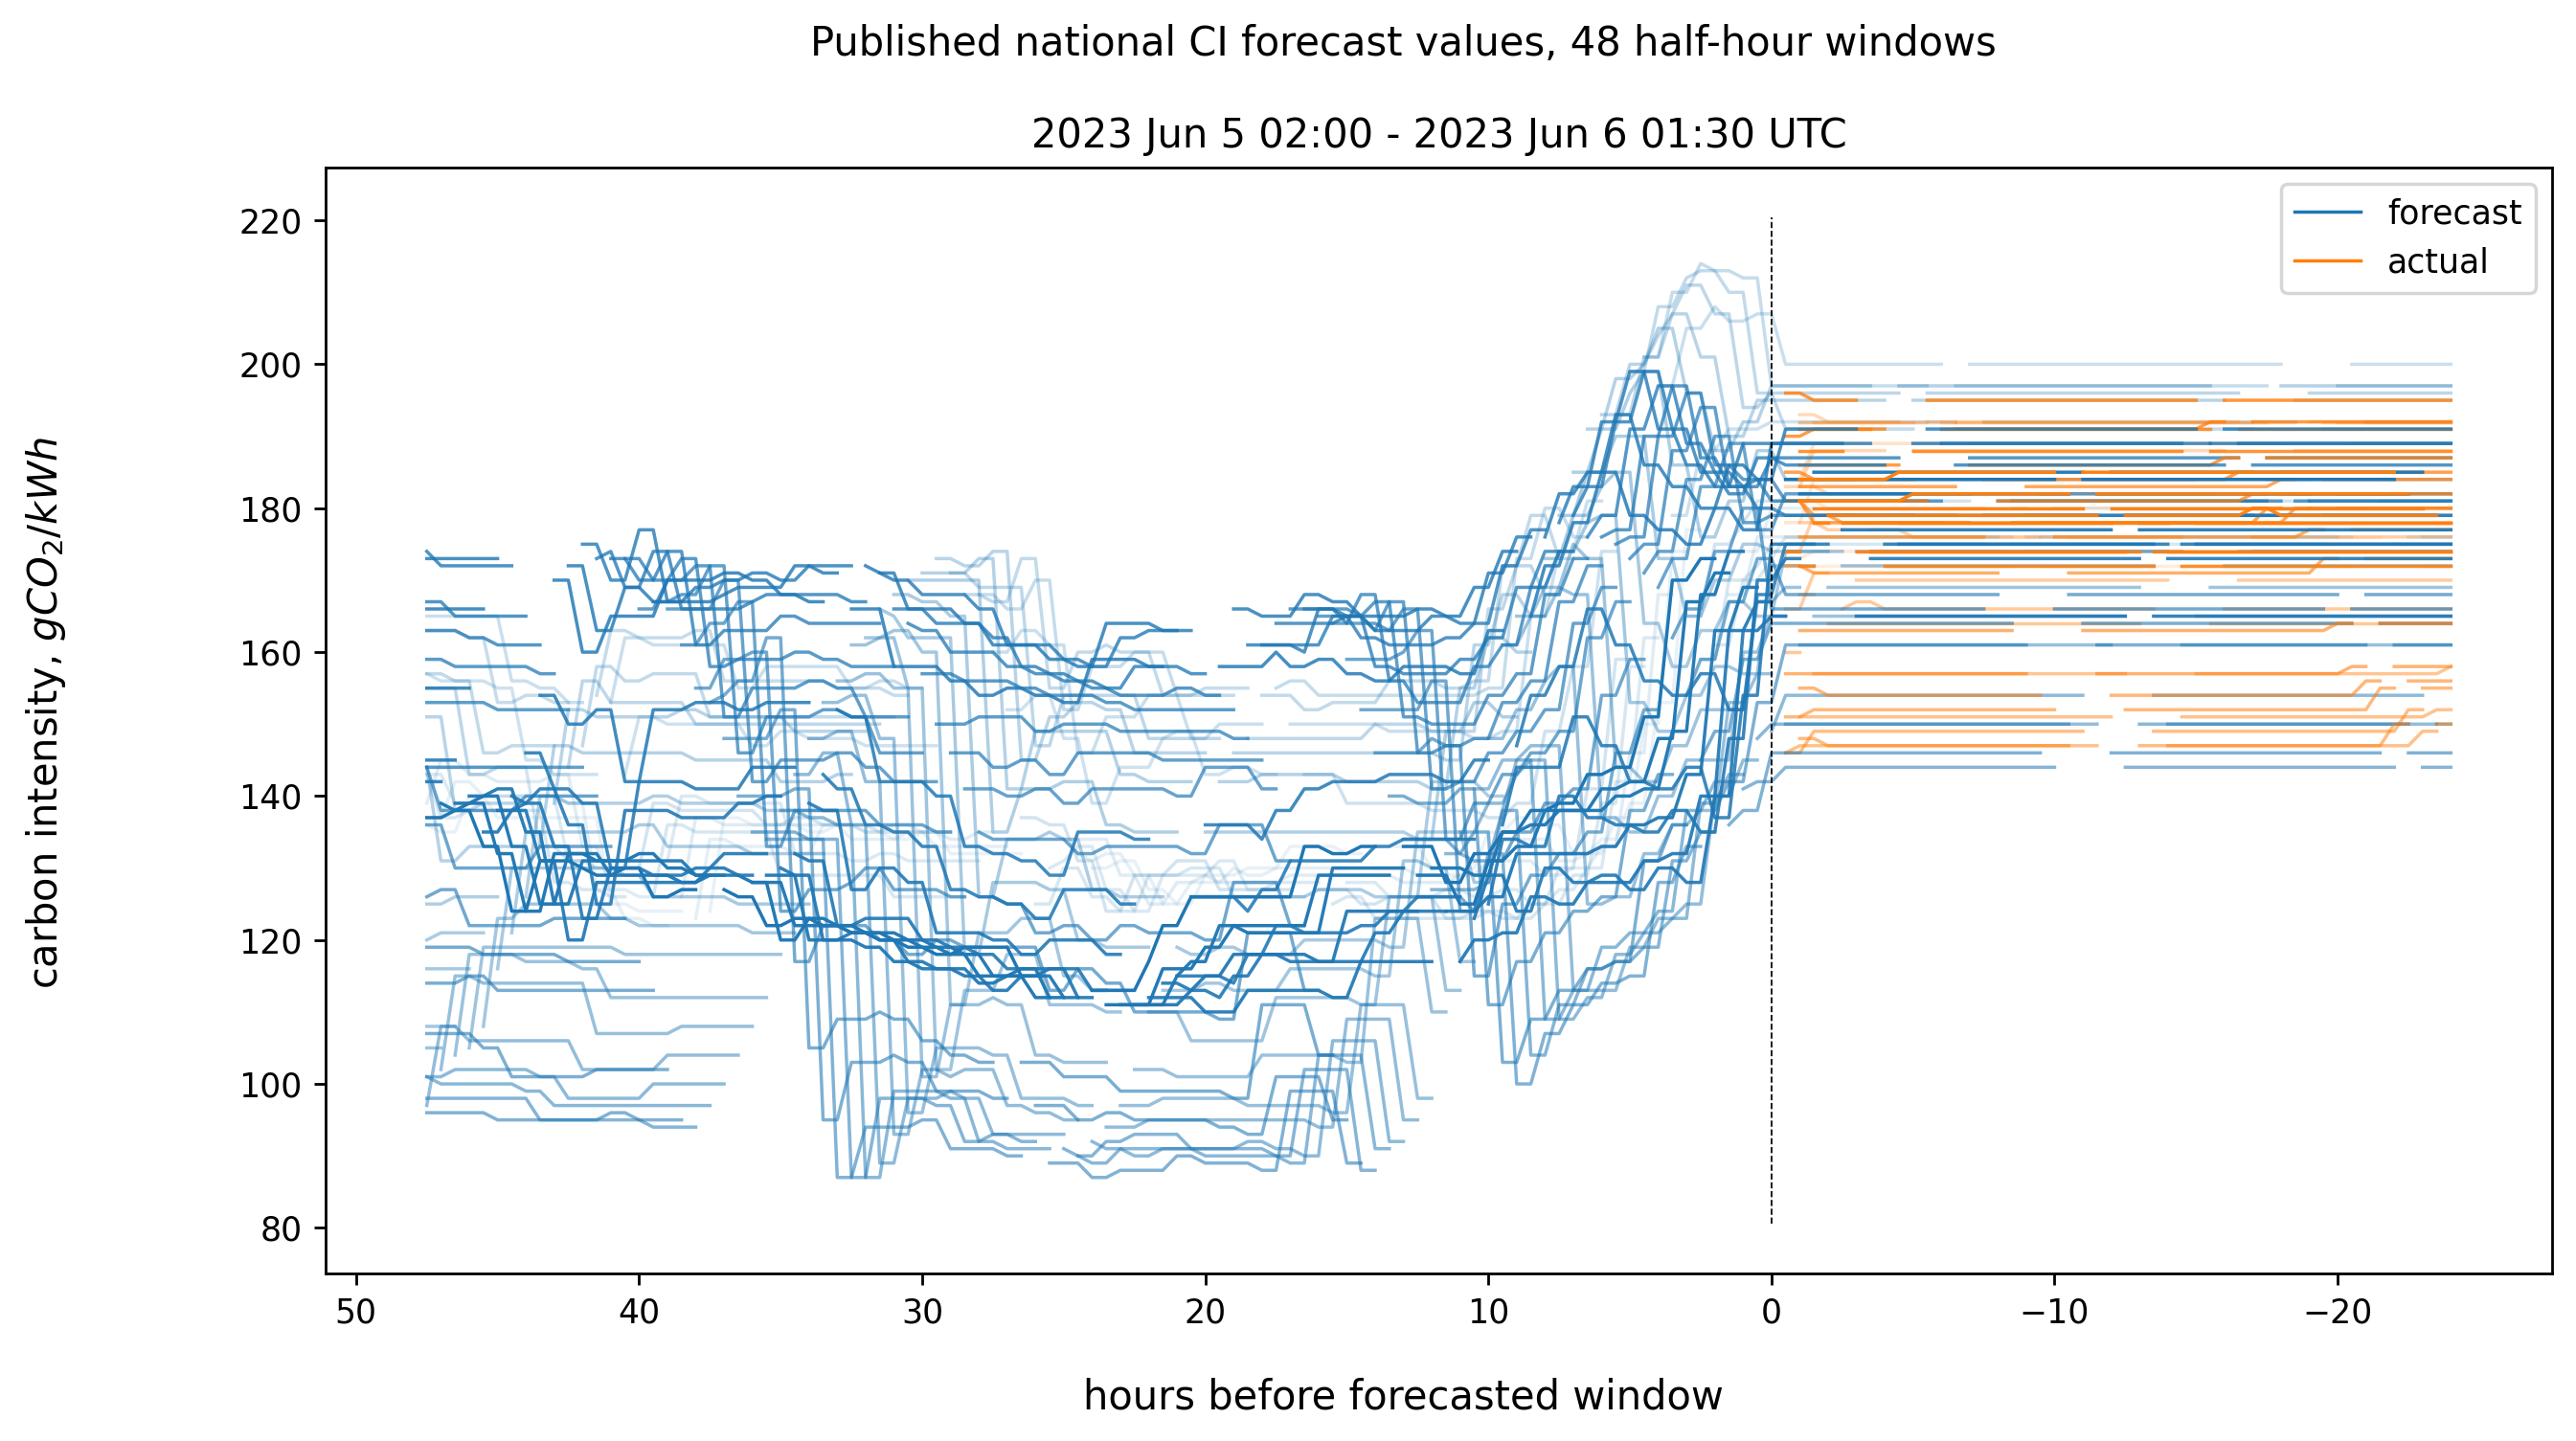 Published national CI forecast values, 48 half-hour windows
2023 Jun 5 02:00 - 2023 Jun 6 01:30 UTC
forecast
actual
carbon intensity, gCO₂/kWh
220
200
180
160
140
120
100
80
50
40
30
20
10
0
−10
−20
hours before forecasted window